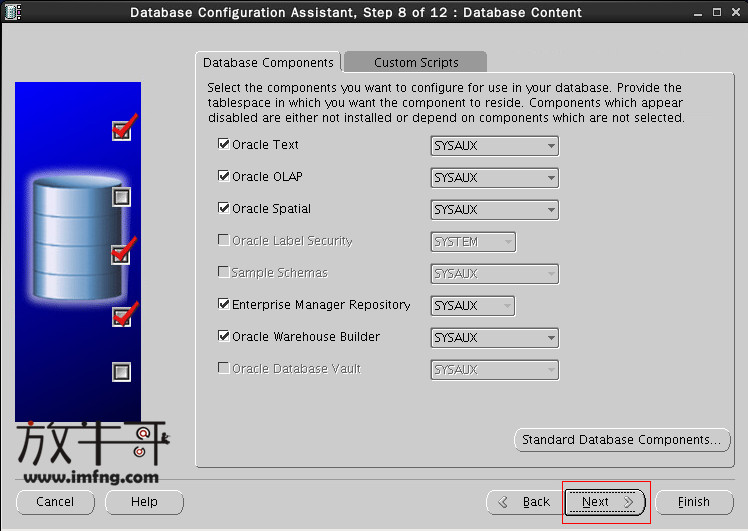 Database Configuration Assistant, Step 8 of 12 : Database Content
Database Components
Custom Scripts
Select the components you want to configure for use in your database. Provide the
tablespace in which you want the component to reside. Components which appear
disabled are either not installed or depend on components which are not selected.
Oracle Text
SYSAUX
Oracle OLAP
SYSAUX
Oracle Spatial
SYSAUX
Oracle Label Security
SYSTEM
Sample Schemas
SYSAUX
Enterprise Manager Repository
SYSAUX
Oracle Warehouse Builder
SYSAUX
Oracle Database Vault
SYSAUX
Standard Database Components...
放牛哥
www.imfng.com
Cancel
Help
Back
Next
Finish